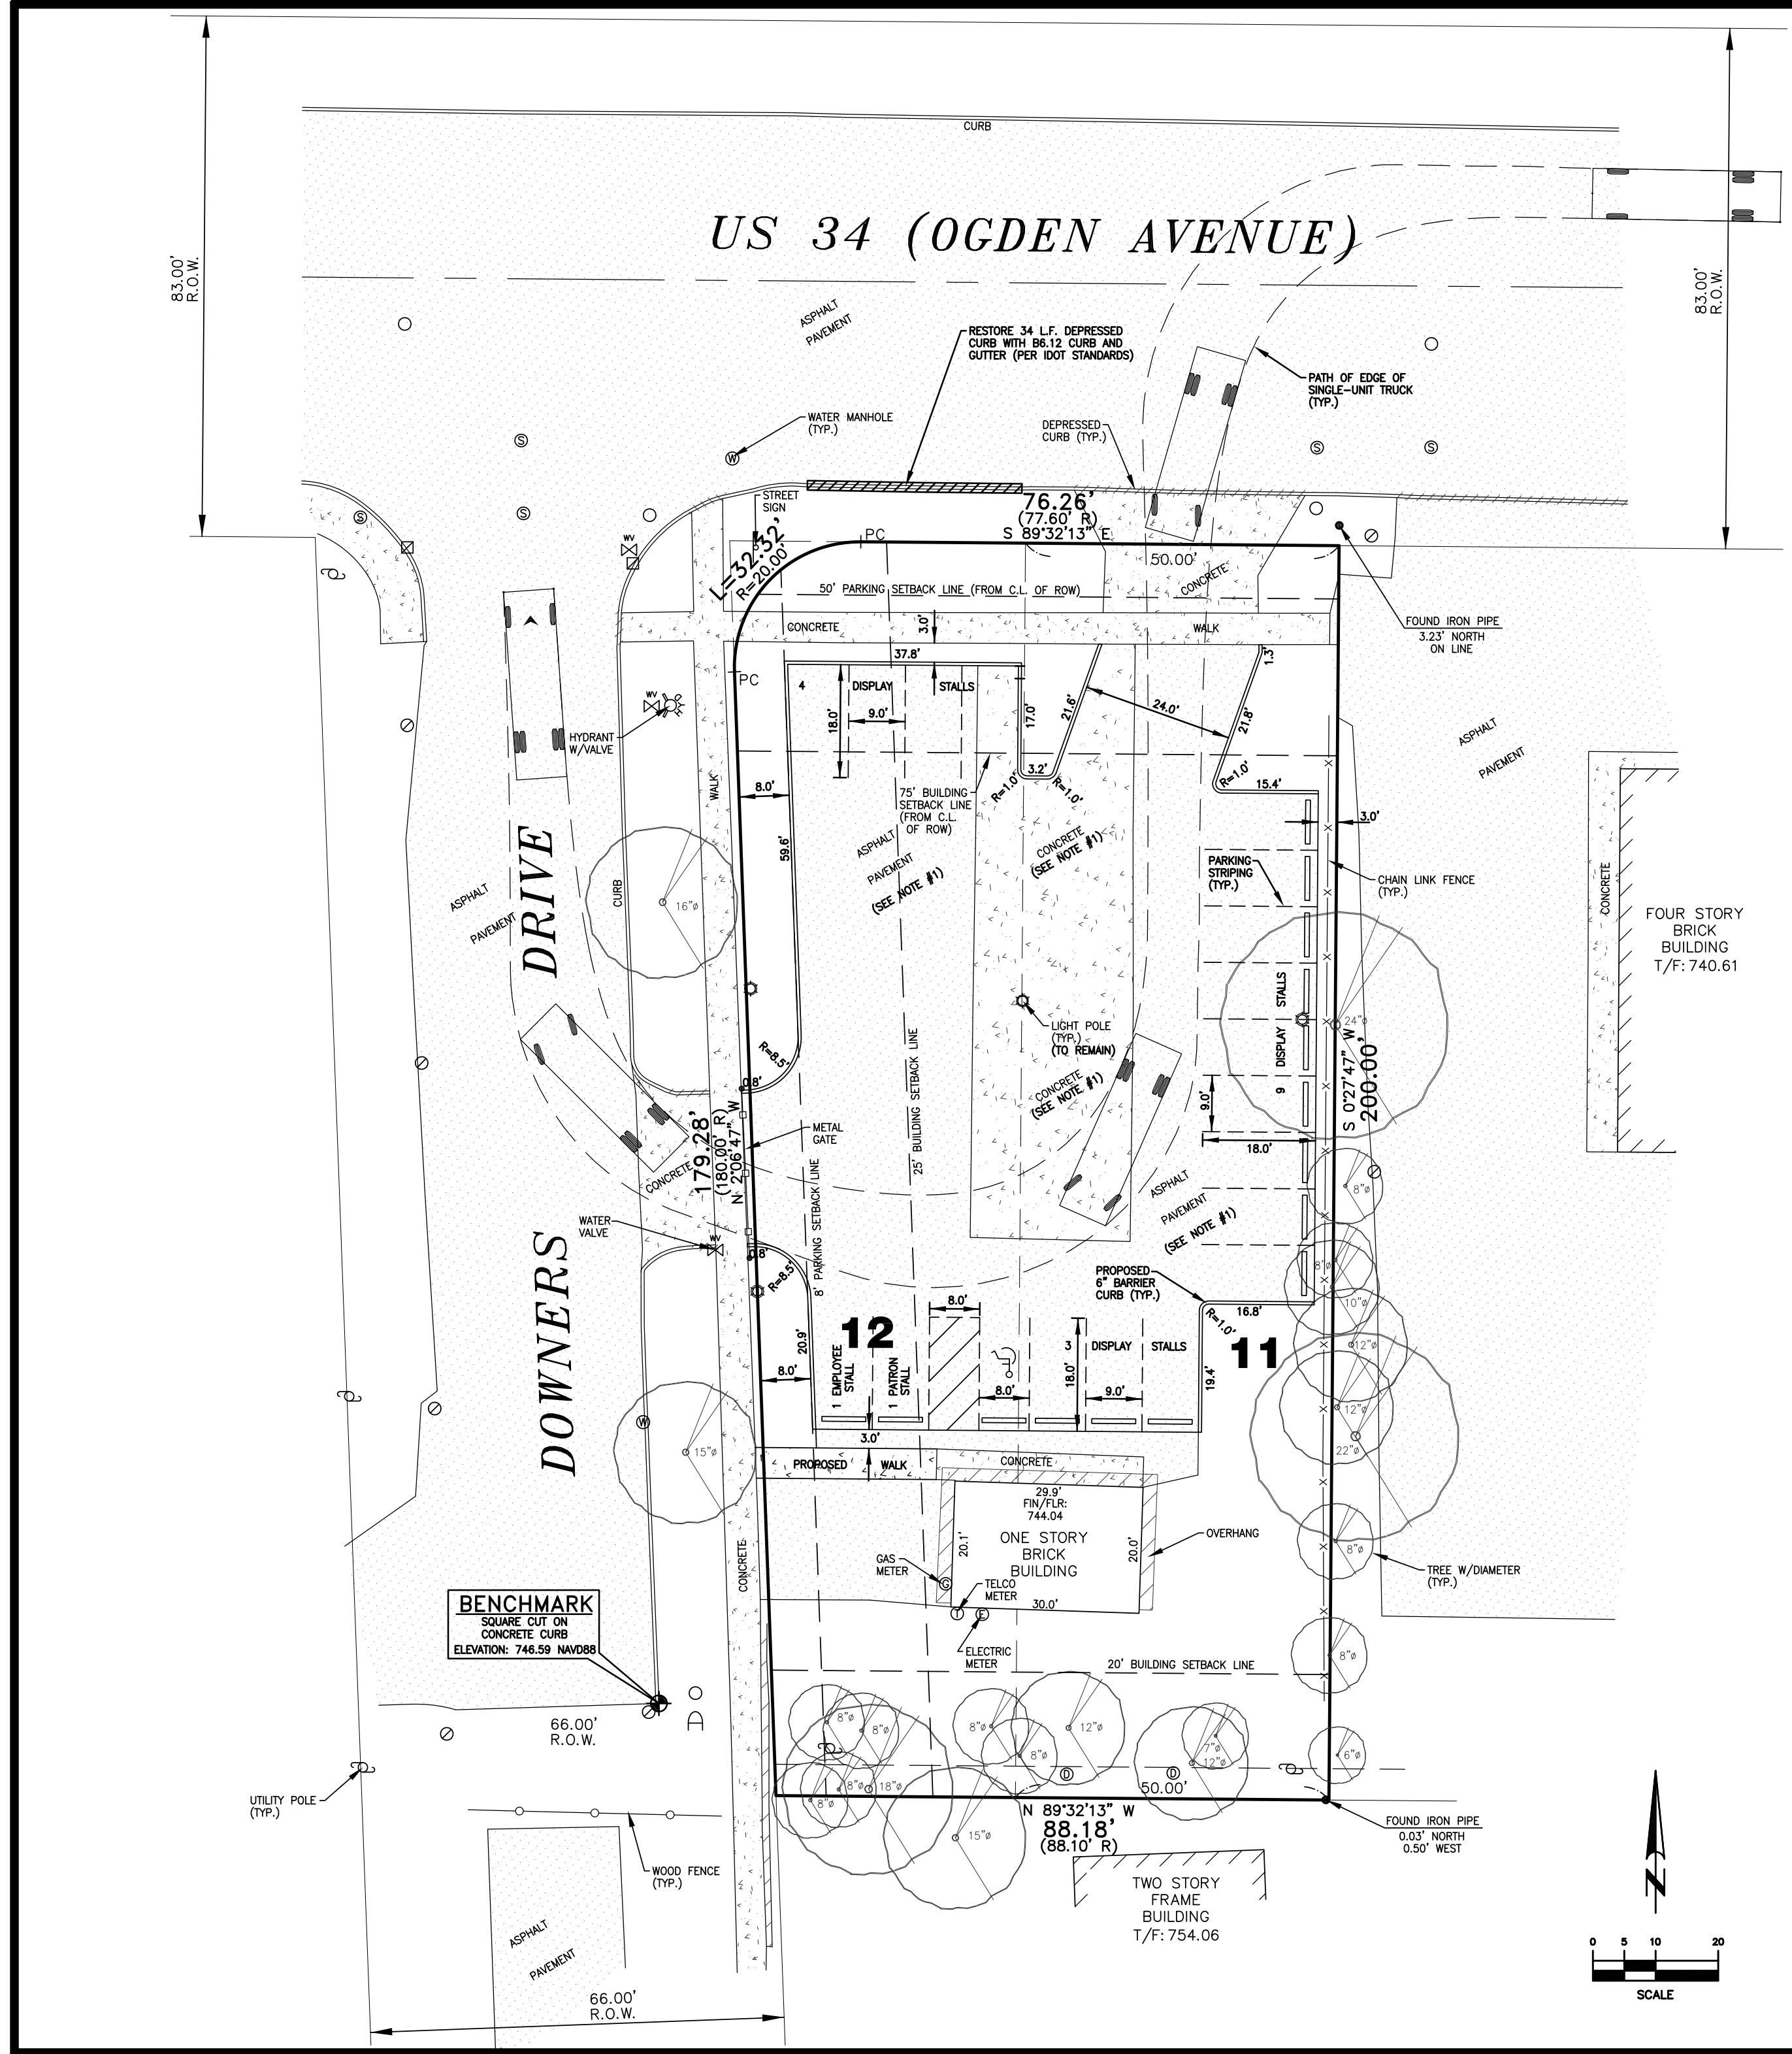 83.00'
R.O.W.
CURB
US 34 (OGDEN AVENUE)
83.00'
R.O.W.
ASPHALT
PAVEMENT
RESTORE 34 L.F. DEPRESSED
CURB WITH B6.12 CURB AND
GUTTER (PER IDOT STANDARDS)
PATH OF EDGE OF
SINGLE-UNIT TRUCK
(TYP.)
WATER MANHOLE
(TYP.)
DEPRESSED
CURB (TYP.)
W
S
S
S
S
S
STREET
SIGN
76.26'
(77.60' R)
S 89°32'13" E
50.00'
L=32.32'
R=20.00'
PC
WV
50' PARKING SETBACK LINE (FROM C.L. OF ROW)
CONCRETE
CONCRETE
3.0'
WALK
FOUND IRON PIPE
3.23' NORTH
ON LINE
37.8'
1.3'
PC
4 DISPLAY STALLS
18.0'
9.0'
17.0'
21.6'
24.0'
21.8'
WV
HYDRANT
W/VALVE
WALK
8.0'
59.6'
75' BUILDING
SETBACK LINE
(FROM C.L.
OF ROW)
R=1.0'
3.2'
R=1.0'
R=1.0'
15.4'
3.0'
ASPHALT
PAVEMENT
ASPHALT
PAVEMENT
(SEE NOTE #1)
CONCRETE
(SEE NOTE #1)
PARKING
STRIPING
(TYP.)
CHAIN LINK FENCE
(TYP.)
CONCRETE
FOUR STORY
BRICK
BUILDING
T/F: 740.61
ASPHALT
PAVEMENT
CURB
16"ø
DOWNERS DRIVE
LIGHT POLE
(TYP.)
(TO REMAIN)
9 DISPLAY STALLS
24"ø
S 0°27'47" W
200.00'
R=8.5'
0.8'
CONCRETE
(SEE NOTE #1)
25' BUILDING SETBACK LINE
9.0'
18.0'
METAL
GATE
179.28'
(180.00' R)
N 2°06'47" W
CONCRETE
8' PARKING SETBACK LINE
ASPHALT
PAVEMENT
(SEE NOTE #1)
8"ø
WATER
VALVE
WV
0.8'
R=8.5'
PROPOSED
6" BARRIER
CURB (TYP.)
8"ø
10"ø
12"ø
12"ø
22"ø
8"ø
8"ø
6"ø
16.8'
R=1.0'
8.0'
12
11
20.9'
8.0'
1 EMPLOYEE
STALL
1 PATRON
STALL
8.0'
18.0'
3 DISPLAY STALLS
9.0'
19.4'
W
15"ø
3.0'
PROPOSED WALK
CONCRETE
29.9'
FIN/FLR:
744.04
ONE STORY
BRICK
BUILDING
20.1'
20.0'
30.0'
OVERHANG
GAS
METER
G
TELCO
METER
T
E
ELECTRIC
METER
TREE W/DIAMETER
(TYP.)
CONCRETE
BENCHMARK
SQUARE CUT ON
CONCRETE CURB
ELEVATION: 746.59 NAVD88
20' BUILDING SETBACK LINE
66.00'
R.O.W.
8"ø
8"ø
8"ø
12"ø
8"ø
7"ø
12"ø
8"ø
18"ø
8"ø
15"ø
D
D
50.00'
UTILITY POLE
(TYP.)
N 89°32'13" W
88.18'
(88.10' R)
FOUND IRON PIPE
0.03' NORTH
0.50' WEST
WOOD FENCE
(TYP.)
TWO STORY
FRAME
BUILDING
T/F: 754.06
ASPHALT
PAVEMENT
N
0 5 10 20
SCALE
66.00'
R.O.W.